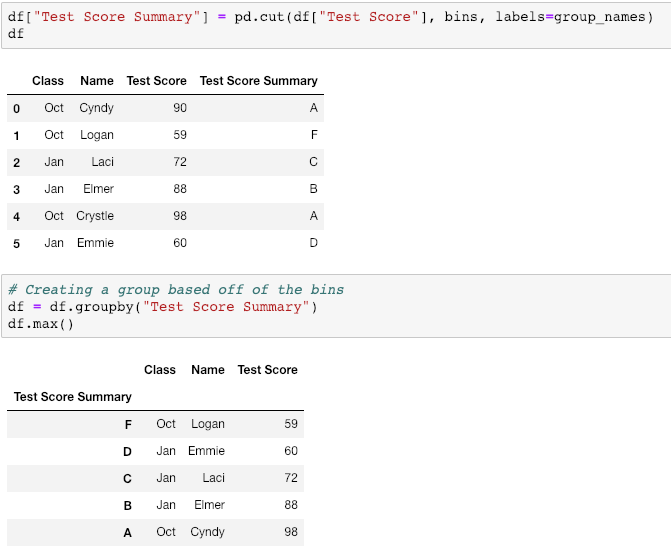 df["Test Score Summary"] = pd.cut(df["Test Score"], bins, labels=group_names)
df
Class Name Test Score Test Score Summary
0 Oct Cyndy 90 A
1 Oct Logan 59 F
2 Jan Laci 72 C
3 Jan Elmer 88 B
4 Oct Crystle 98 A
5 Jan Emmie 60 D
# Creating a group based off of the bins
df = df.groupby("Test Score Summary")
df.max()
Class Name Test Score
Test Score Summary
F Oct Logan 59
D Jan Emmie 60
C Jan Laci 72
B Jan Elmer 88
A Oct Cyndy 98